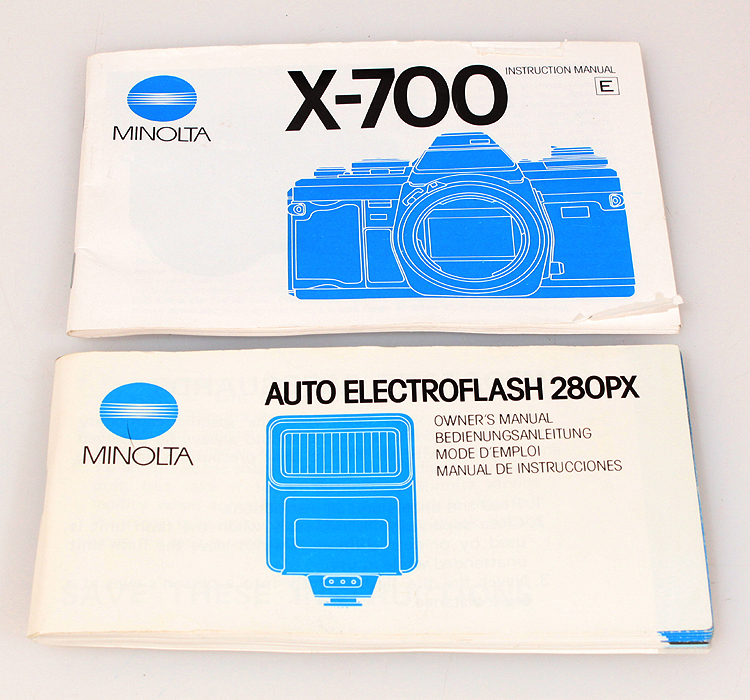 MINOLTA
X-700
INSTRUCTION MANUAL
E
MINOLTA
AUTO ELECTROFLASH 280PX
OWNER'S MANUAL
BEDIENUNGSANLEITUNG
MODE D'EMPLOI
MANUAL DE INSTRUCCIONES